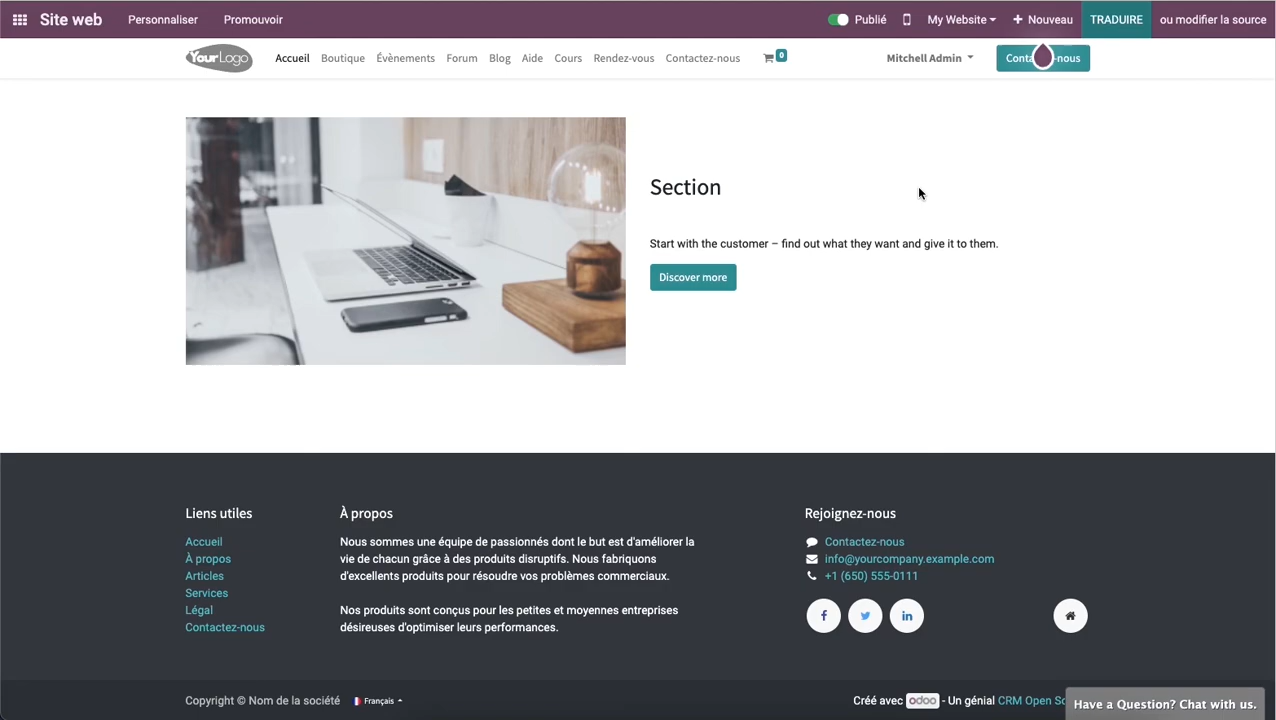 Site web Personnaliser Promouvoir Publié My Website + Nouveau TRADUIRE ou modifier la source
YourLogo Accueil Boutique Évènements Forum Blog Aide Cours Rendez-vous Contactez-nous 0 Mitchell Admin
Section
Start with the customer – find out what they want and give it to them.
Discover more
Liens utiles
Accueil
À propos
Articles
Services
Légal
Contactez-nous
À propos
Nous sommes une équipe de passionnés dont le but est d'améliorer la
vie de chacun grâce à des produits disruptifs. Nous fabriquons
d'excellents produits pour résoudre vos problèmes commerciaux.
Nos produits sont conçus pour les petites et moyennes entreprises
désireuses d'optimiser leurs performances.
Rejoignez-nous
Contactez-nous
info@yourcompany.example.com
+1 (650) 555-0111
Copyright © Nom de la société Français
Créé avec odoo - Un génial CRM Open
Have a Question? Chat with us.